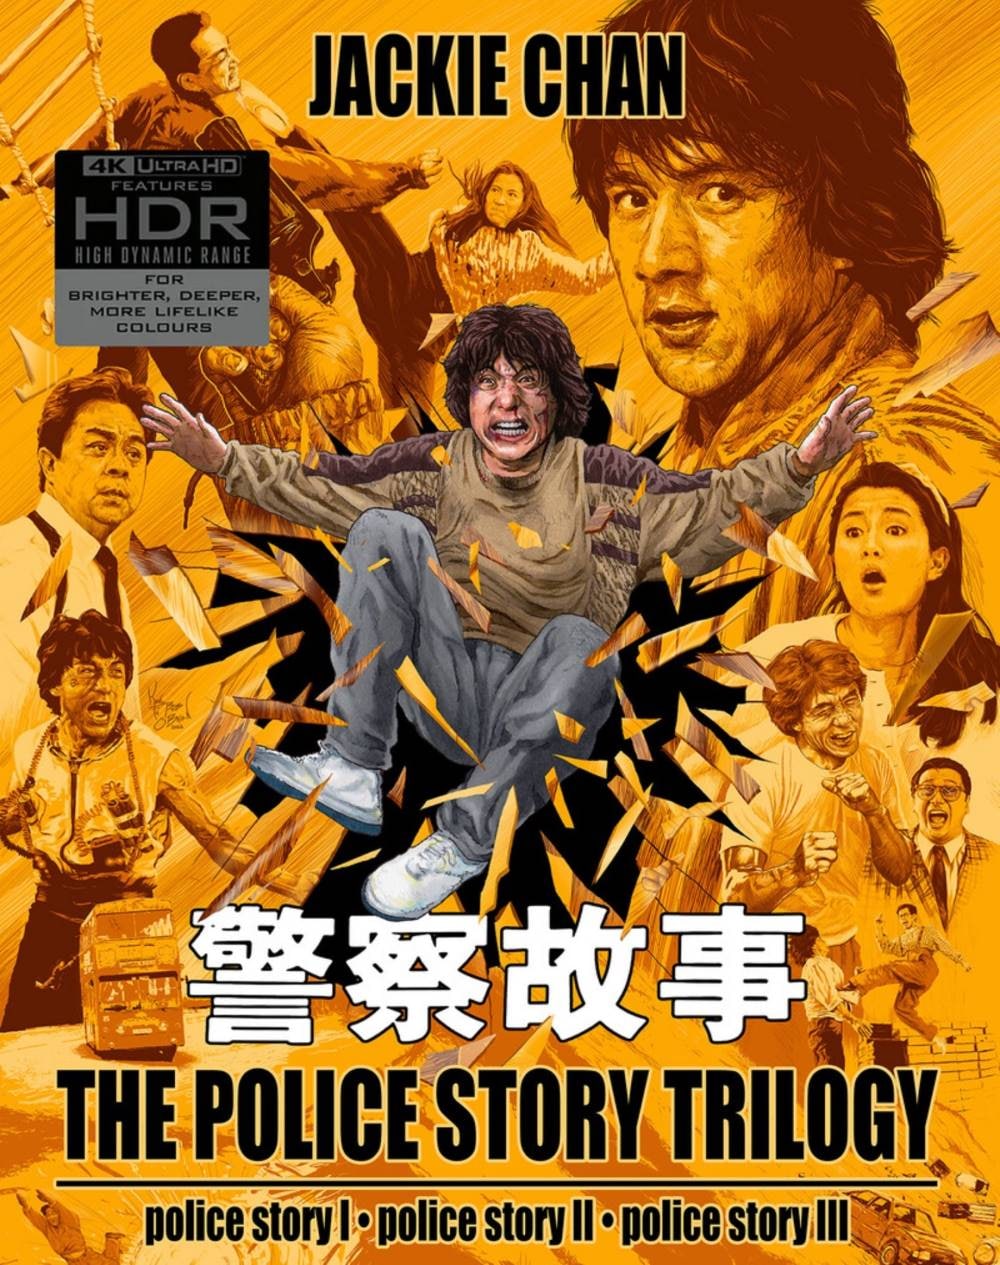 JACKIE CHAN
4K ULTRA HD
FEATURES
HDR
HIGH DYNAMIC RANGE
FOR
BRIGHTER, DEEPER,
MORE LIFELIKE
COLOURS
警察故事
THE POLICE STORY TRILOGY
police story I • police story II • police story III